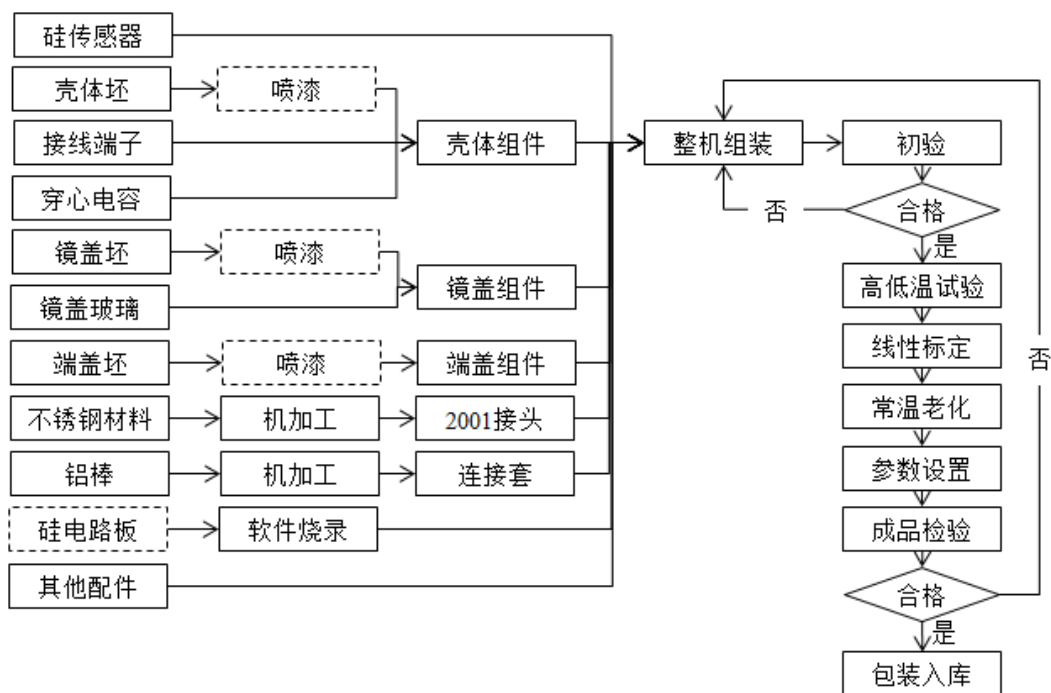 硅传感器
壳体坯
喷漆
接线端子
壳体组件
整机组装
初验
穿心电容
否
合格
是
镜盖坯
喷漆
镜盖组件
高低温试验
镜盖玻璃
线性标定
否
端盖坯
喷漆
端盖组件
常温老化
不锈钢材料
机加工
2001接头
铝棒
机加工
连接套
参数设置
硅电路板
软件烧录
成品检验
其他配件
合格
是
包装入库